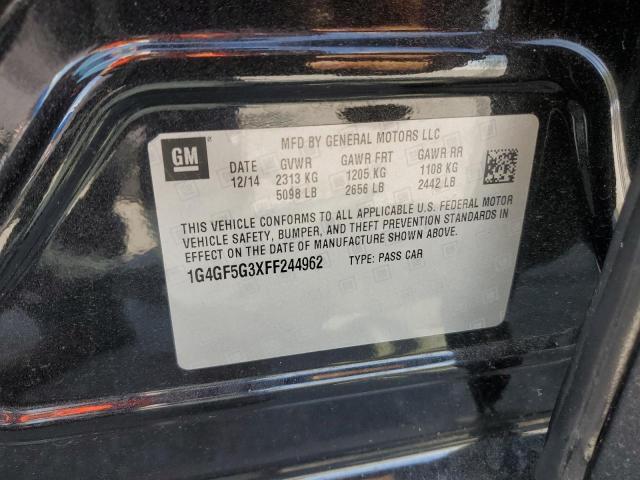 MFD BY GENERAL MOTORS LLC
GM
DATE GVWR GAWR FRT GAWR RR
12/14 2313 KG 1205 KG 1108 KG
5098 LB 2656 LB 2442 LB
THIS VEHICLE CONFORMS TO ALL APPLICABLE U.S. FEDERAL MOTOR
VEHICLE SAFETY, BUMPER, AND THEFT PREVENTION STANDARDS IN
EFFECT ON THE DATE OF MANUFACTURE SHOWN ABOVE.
1G4GF5G3XFF244962 TYPE: PASS CAR